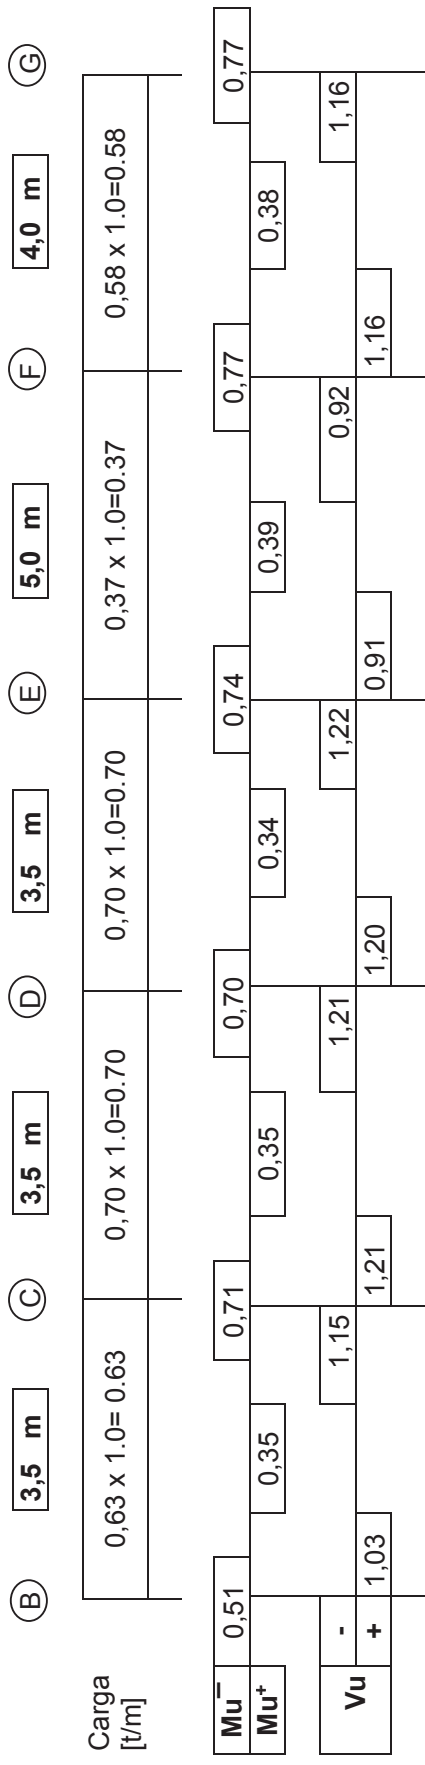 B 3,5 m C 3,5 m D 3,5 m E 5,0 m F 4,0 m G
Carga
[t/m]
0,63 x 1.0= 0.63 0,70 x 1.0=0.70 0,70 x 1.0=0.70 0,37 x 1.0=0.37 0,58 x 1.0=0.58
Mu⁻ 0,51 0,71 0,70 0,74 0,77 0,77
Mu⁺ 0,35 0,35 0,34 0,39 0,38
Vu
- 1,15 1,21 1,22 0,92 1,16
+ 1,03 1,21 1,20 0,91 1,16